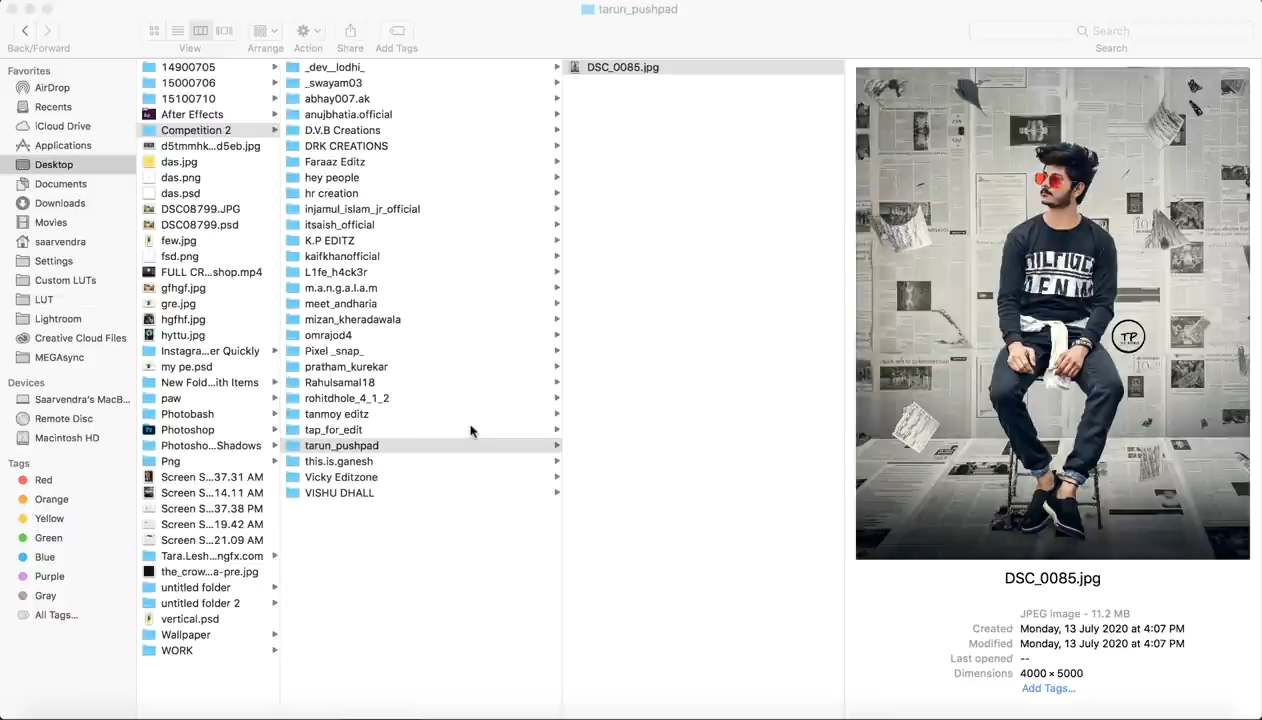 tarun_pushpad
Back/Forward
View
Arrange
Action
Share
Add Tags
Search
Search
Favorites
AirDrop
Recents
iCloud Drive
Applications
Desktop
Documents
Downloads
Movies
saarvendra
Settings
Custom LUTs
LUT
Lightroom
Creative Cloud Files
MEGAsync
Devices
Saarvendra's MacB...
Remote Disc
Macintosh HD
Tags
Red
Orange
Yellow
Green
Blue
Purple
Gray
All Tags...
14900705
15000706
15100710
After Effects
Competition 2
d5tmmhk...d5eb.jpg
das.jpg
das.png
das.psd
DSC08799.JPG
DSC08799.psd
few.jpg
fsd.png
FULL CR...shop.mp4
gfhgf.jpg
gre.jpg
hgfhf.jpg
hyttu.jpg
Instagra...er Quickly
my pe.psd
New Fold...ith Items
paw
Photobash
Photoshop
Photosho...Shadows
Png
Screen S...37.31 AM
Screen S...14.11 AM
Screen S...37.38 PM
Screen S...19.42 AM
Screen S...21.09 AM
Tara.Lesh...ngfx.com
the_crow...a-pre.jpg
untitled folder
untitled folder 2
vertical.psd
Wallpaper
WORK
_dev__lodhi_
_swayam03
abhay007.ak
anujbhatia.official
D.V.B Creations
DRK CREATIONS
Faraaz Editz
hey people
hr creation
injamul_islam_jr_official
itsaish_official
K.P EDITZ
kaifkhanofficial
L1fe_h4ck3r
m.a.n.g.a.l.a.m
meet_andharia
mizan_kheradawala
omrajod4
Pixel _snap_
pratham_kurekar
Rahulsamal18
rohitdhole_4_1_2
tanmoy editz
tap_for_edit
tarun_pushpad
this.is.ganesh
Vicky Editzone
VISHU DHALL
DSC_0085.jpg
HILFIGER
DENIM
TP
DSC_0085.jpg
JPEG image - 11.2 MB
Created Monday, 13 July 2020 at 4:07 PM
Modified Monday, 13 July 2020 at 4:07 PM
Last opened --
Dimensions 4000 × 5000
Add Tags...